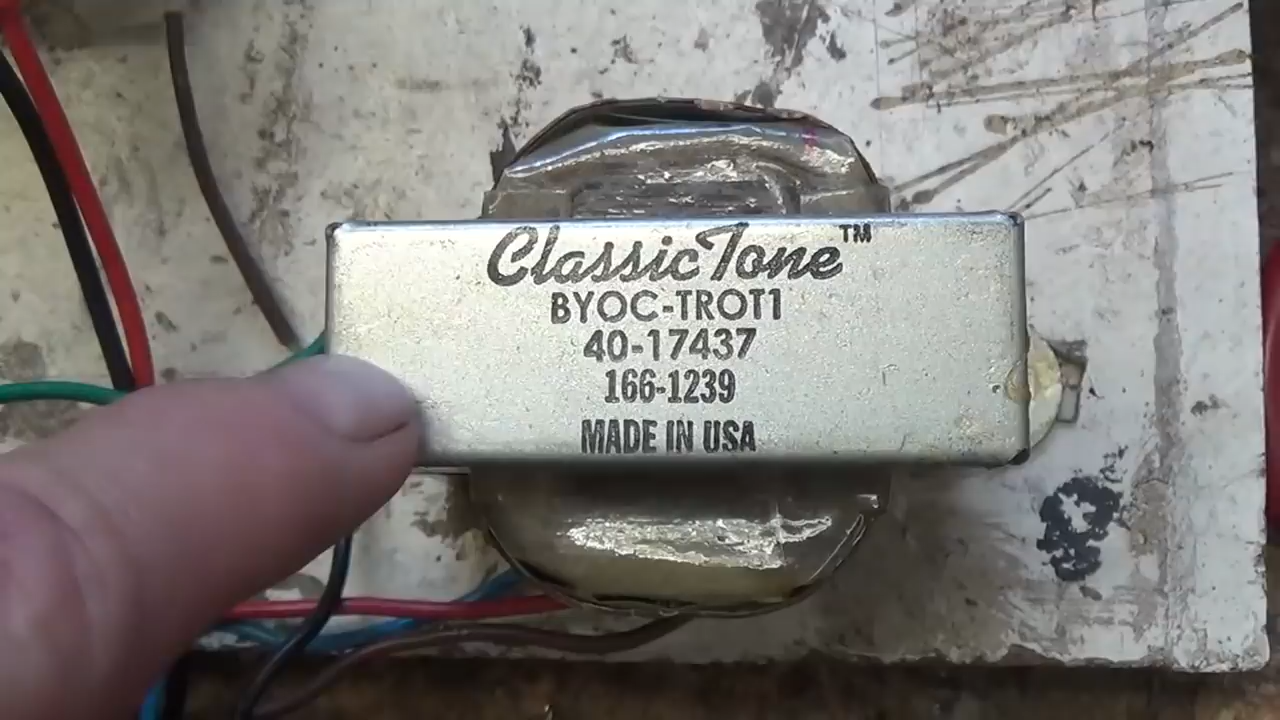 ClassicTone™
BYOC-TROT1
40-17437
166-1239
MADE IN USA